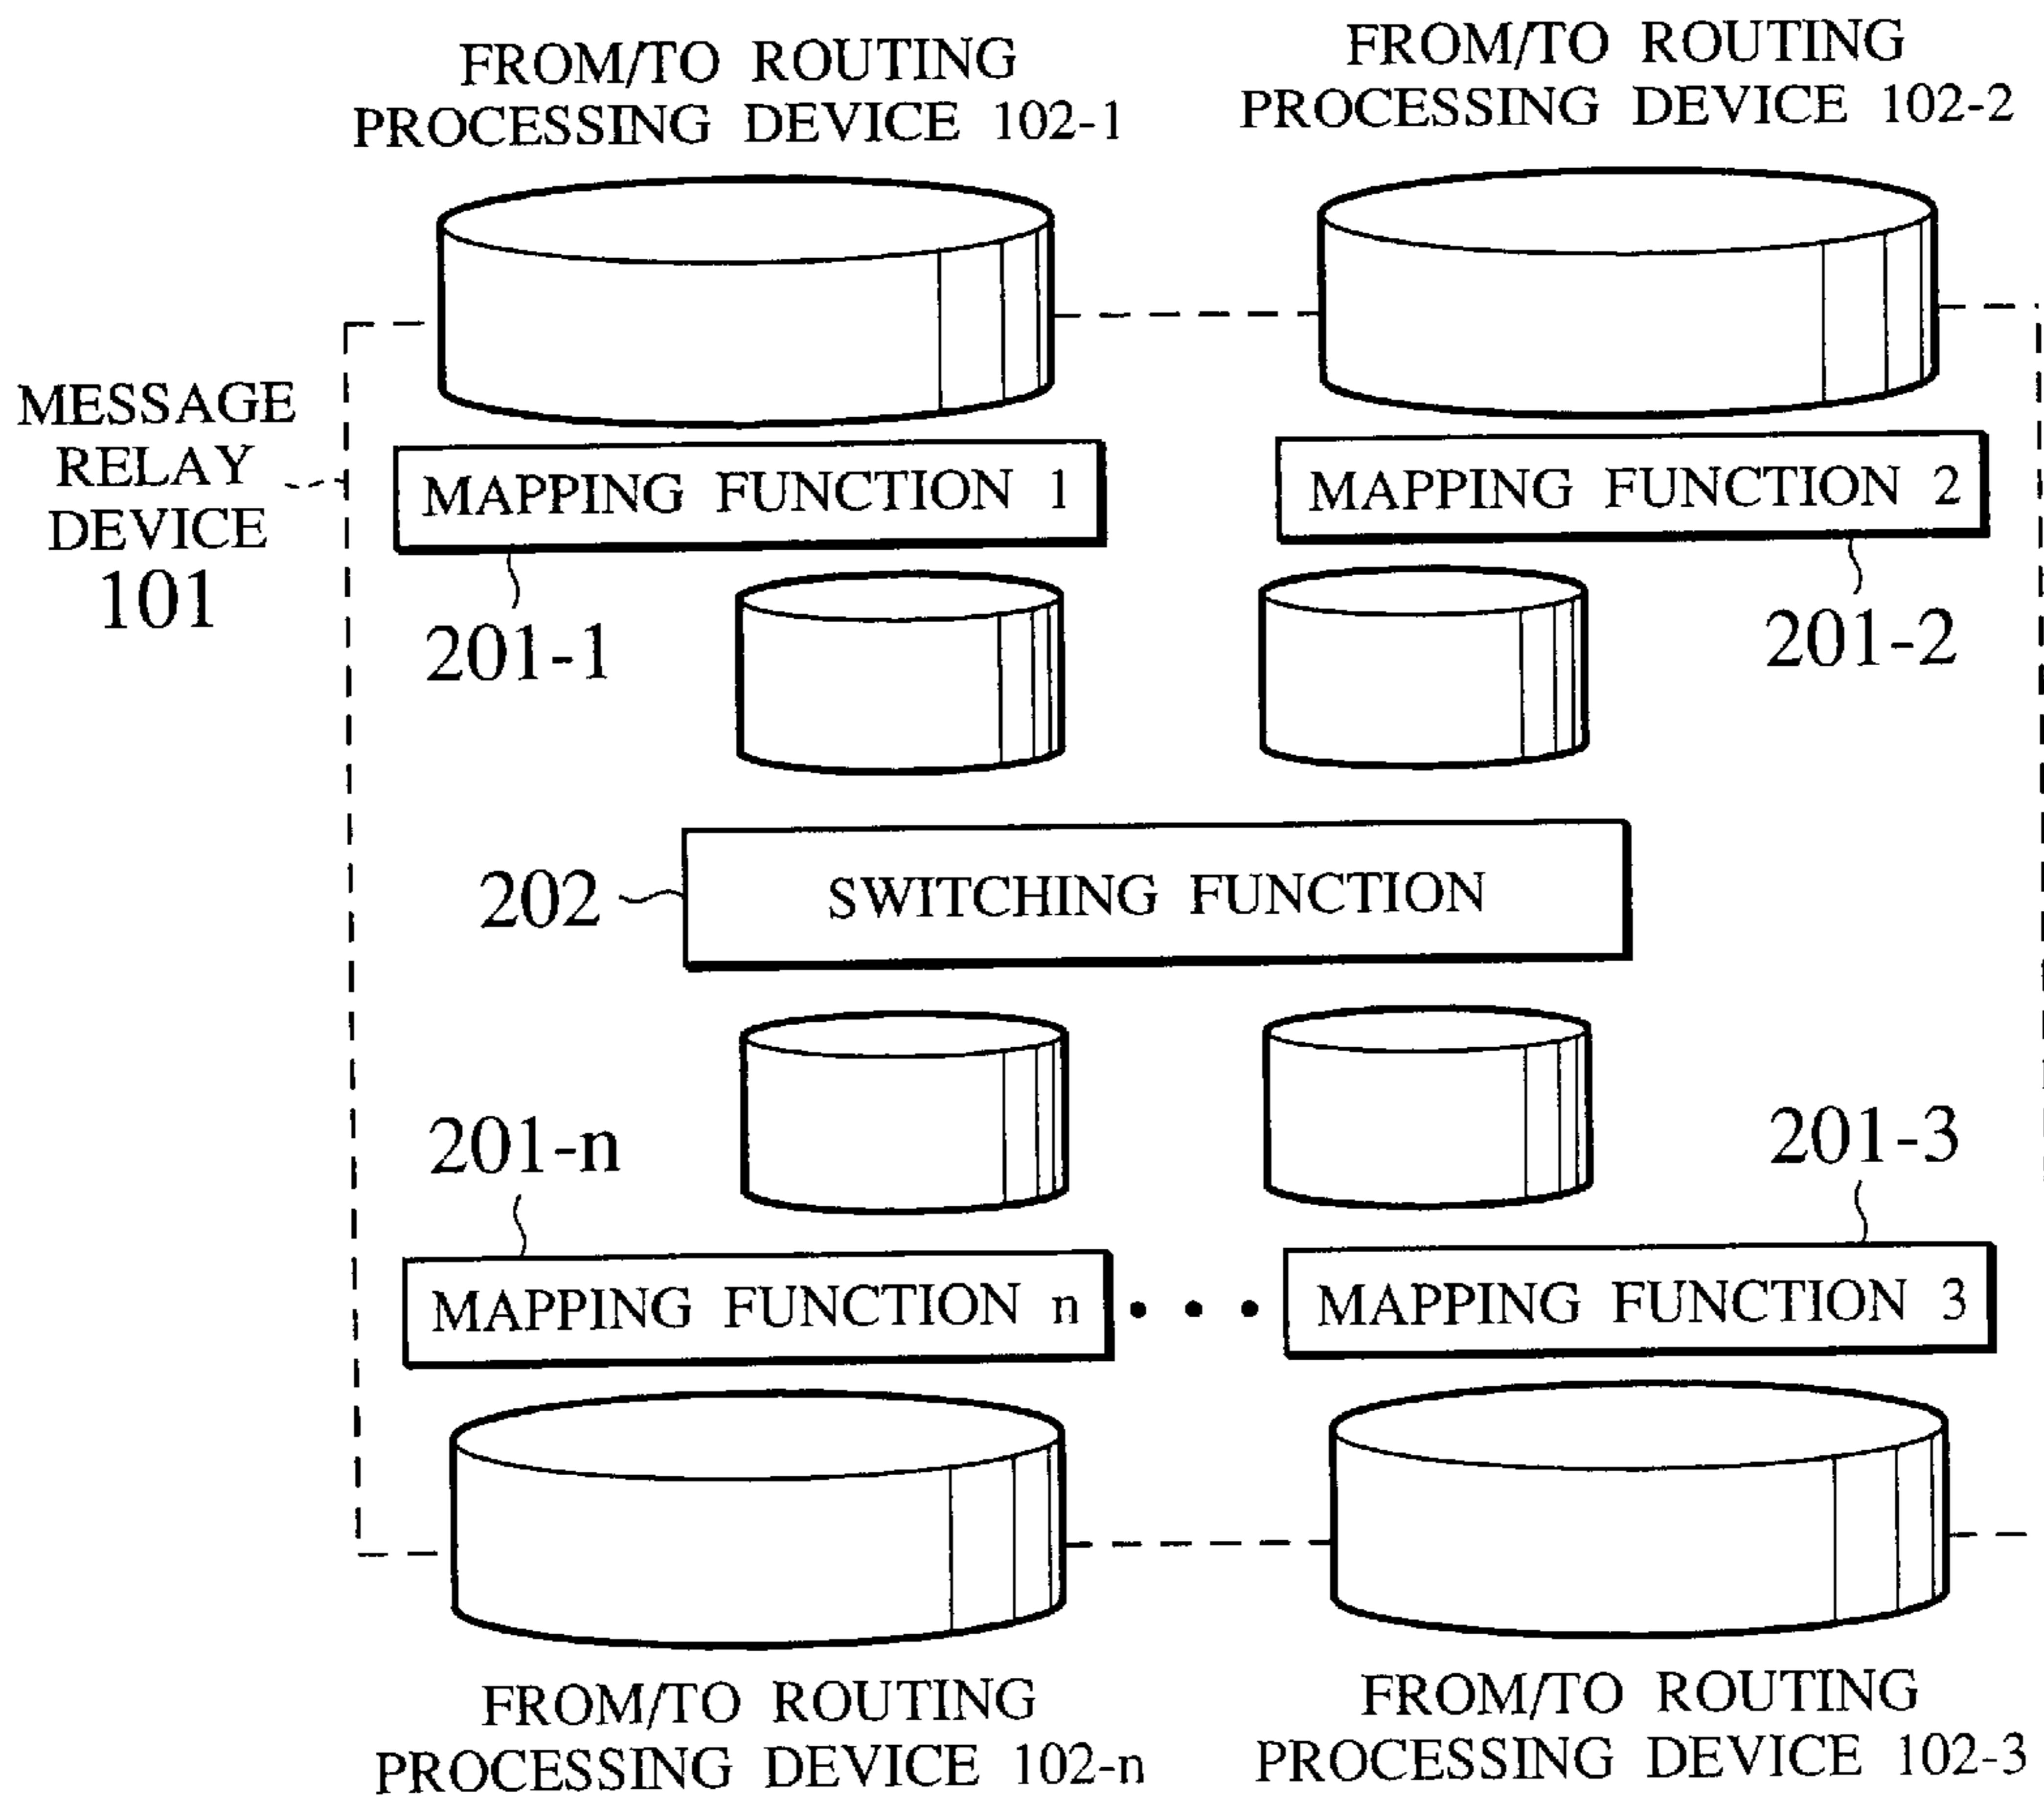 FROM/TO ROUTING
PROCESSING DEVICE 102-1
FROM/TO ROUTING
PROCESSING DEVICE 102-2
MESSAGE
RELAY
DEVICE
101
MAPPING FUNCTION 1
MAPPING FUNCTION 2
201-1
201-2
202
SWITCHING FUNCTION
201-n
201-3
MAPPING FUNCTION n
• • •
MAPPING FUNCTION 3
FROM/TO ROUTING
PROCESSING DEVICE 102-n
FROM/TO ROUTING
PROCESSING DEVICE 102-3